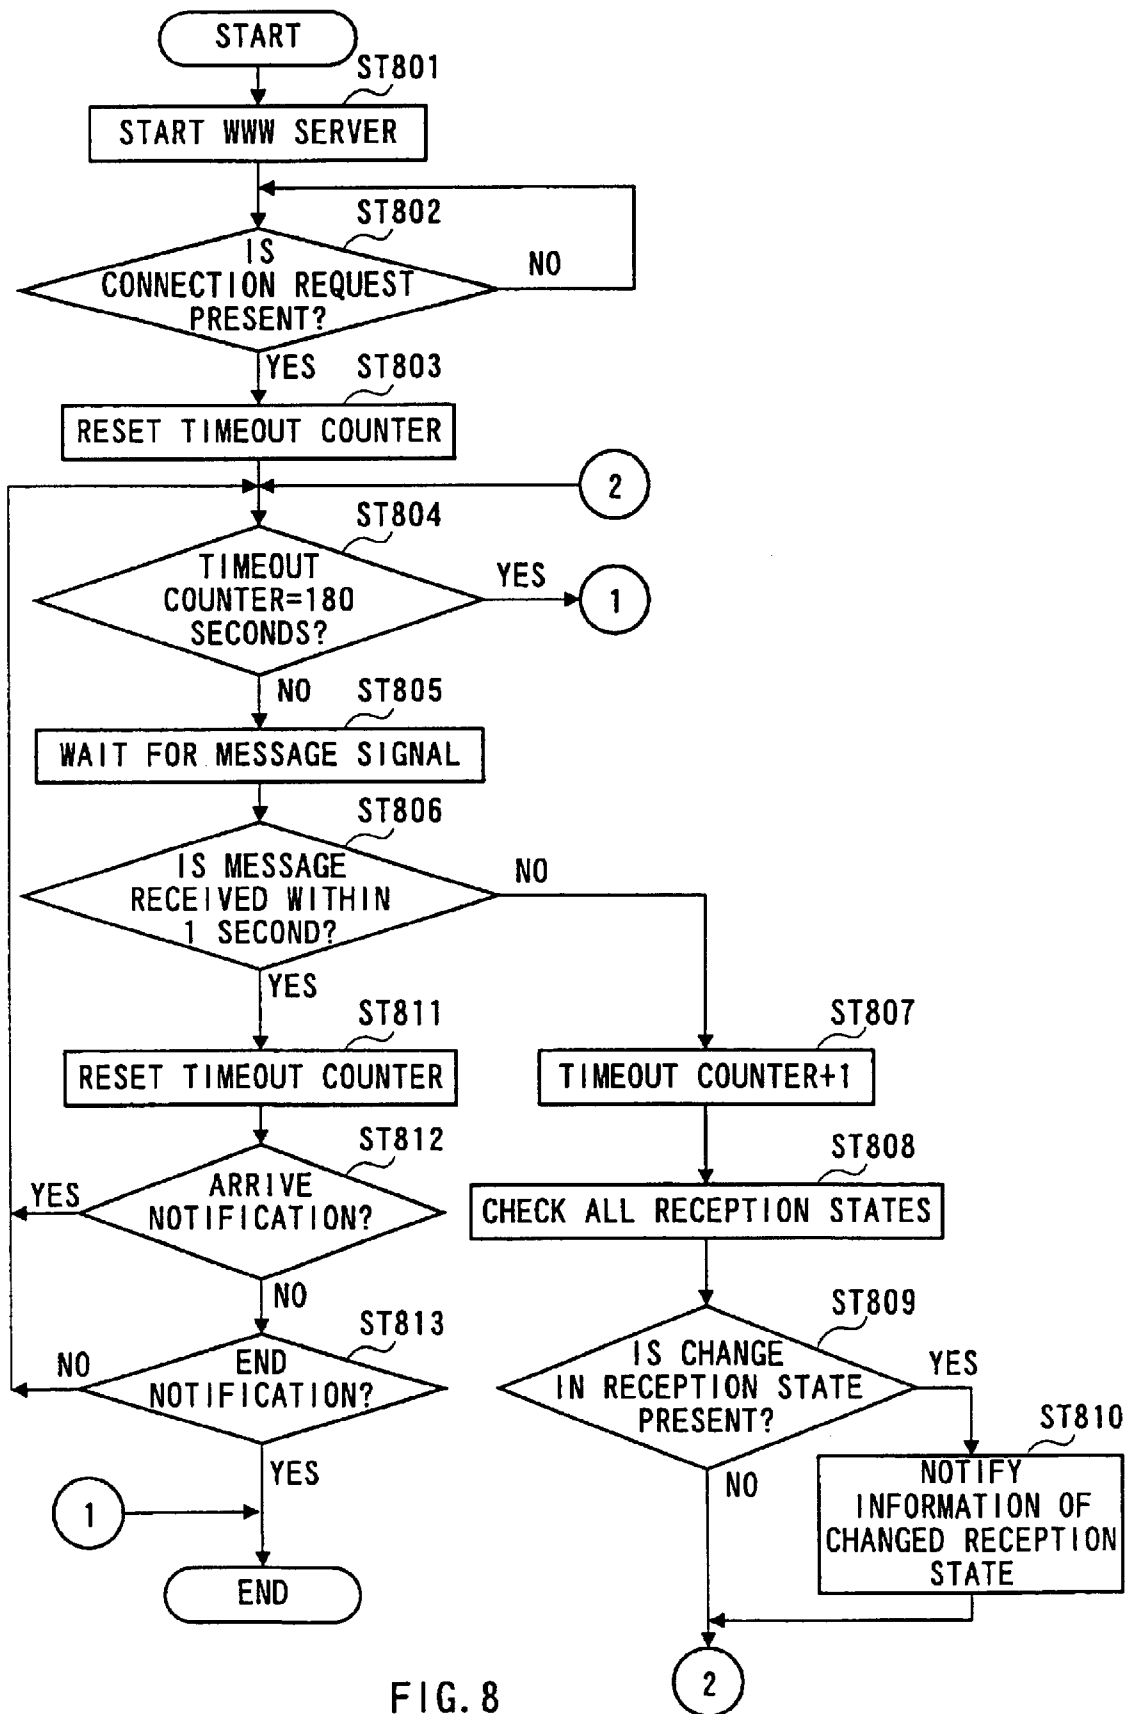 START
ST801
START WWW SERVER
ST802
IS
CONNECTION REQUEST
PRESENT?
NO
YES
ST803
RESET TIMEOUT COUNTER
2
ST804
TIMEOUT
COUNTER=180
SECONDS?
YES
1
NO
ST805
WAIT FOR MESSAGE SIGNAL
ST806
IS MESSAGE
RECEIVED WITHIN
1 SECOND?
NO
YES
ST811
RESET TIMEOUT COUNTER
ST807
TIMEOUT COUNTER+1
ST812
ARRIVE
NOTIFICATION?
YES
NO
ST808
CHECK ALL RECEPTION STATES
ST813
END
NOTIFICATION?
NO
YES
ST809
IS CHANGE
IN RECEPTION STATE
PRESENT?
YES
NO
ST810
NOTIFY
INFORMATION OF
CHANGED RECEPTION
STATE
1
END
2
FIG. 8